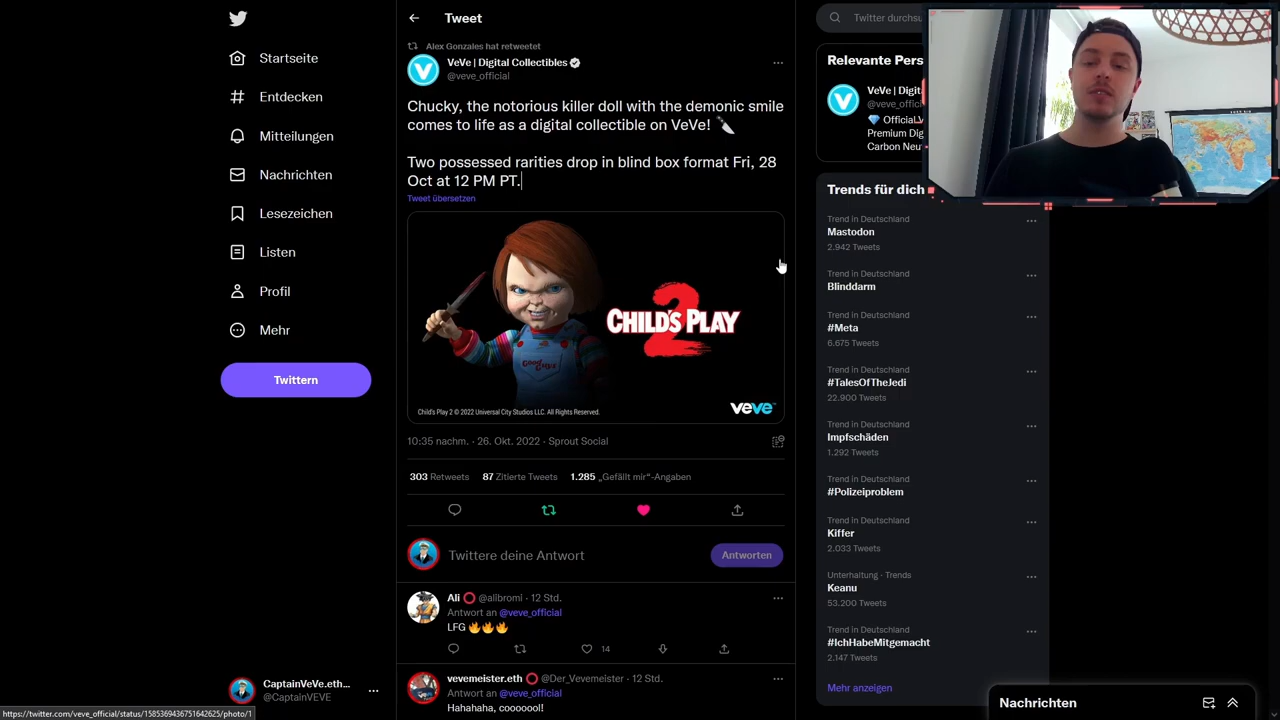 Startseite
Entdecken
Mitteilungen
Nachrichten
Lesezeichen
Listen
Profil
Mehr
Twittern
CaptainVeVe.eth...
@CaptainVEVE
https://twitter.com/veve_official/status/1585369436751642625/photo/1
Tweet
Alex Gonzales hat retweetet
VeVe | Digital Collectibles
@veve_official
Chucky, the notorious killer doll with the demonic smile
comes to life as a digital collectible on VeVe!
Two possessed rarities drop in blind box format Fri, 28
Oct at 12 PM PT.
Tweet übersetzen
Good Guys
CHILD'S PLAY
2
Child's Play 2 © 2022 Universal City Studios LLC. All Rights Reserved.
veve
10:35 nachm. · 26. Okt. 2022 · Sprout Social
303 Retweets 87 Zitierte Tweets 1.285 „Gefällt mir“-Angaben
Twittere deine Antwort
Antworten
Ali @alibromi · 12 Std.
Antwort an @veve_official
LFG 🔥🔥🔥
14
vevemeister.eth @Der_Vevemeister · 12 Std.
Antwort an @veve_official
Hahahaha, cooooool!
Twitter durchsu
Relevante Pers
VeVe | Digit
@veve_offici
Official
Premium Dig
Carbon Neu
Trends für dich
Trend in Deutschland
Mastodon
2.942 Tweets
Trend in Deutschland
Blinddarm
Trend in Deutschland
#Meta
6.675 Tweets
Trend in Deutschland
#TalesOfTheJedi
22.900 Tweets
Trend in Deutschland
Impfschäden
1.292 Tweets
Trend in Deutschland
#Polizeiproblem
Trend in Deutschland
Kiffer
2.033 Tweets
Unterhaltung · Trends
Keanu
53.200 Tweets
Trend in Deutschland
#IchHabeMitgemacht
2.147 Tweets
Mehr anzeigen
Nachrichten